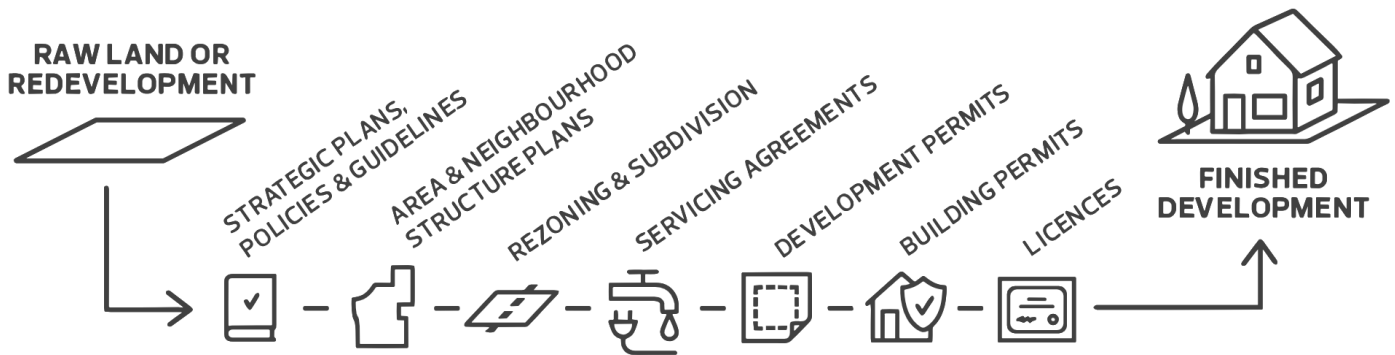 RAW LAND OR
REDEVELOPMENT
STRATEGIC PLANS,
POLICIES & GUIDELINES
AREA & NEIGHBOURHOOD
STRUCTURE PLANS
REZONING & SUBDIVISION
SERVICING AGREEMENTS
DEVELOPMENT PERMITS
BUILDING PERMITS
LICENCES
FINISHED
DEVELOPMENT